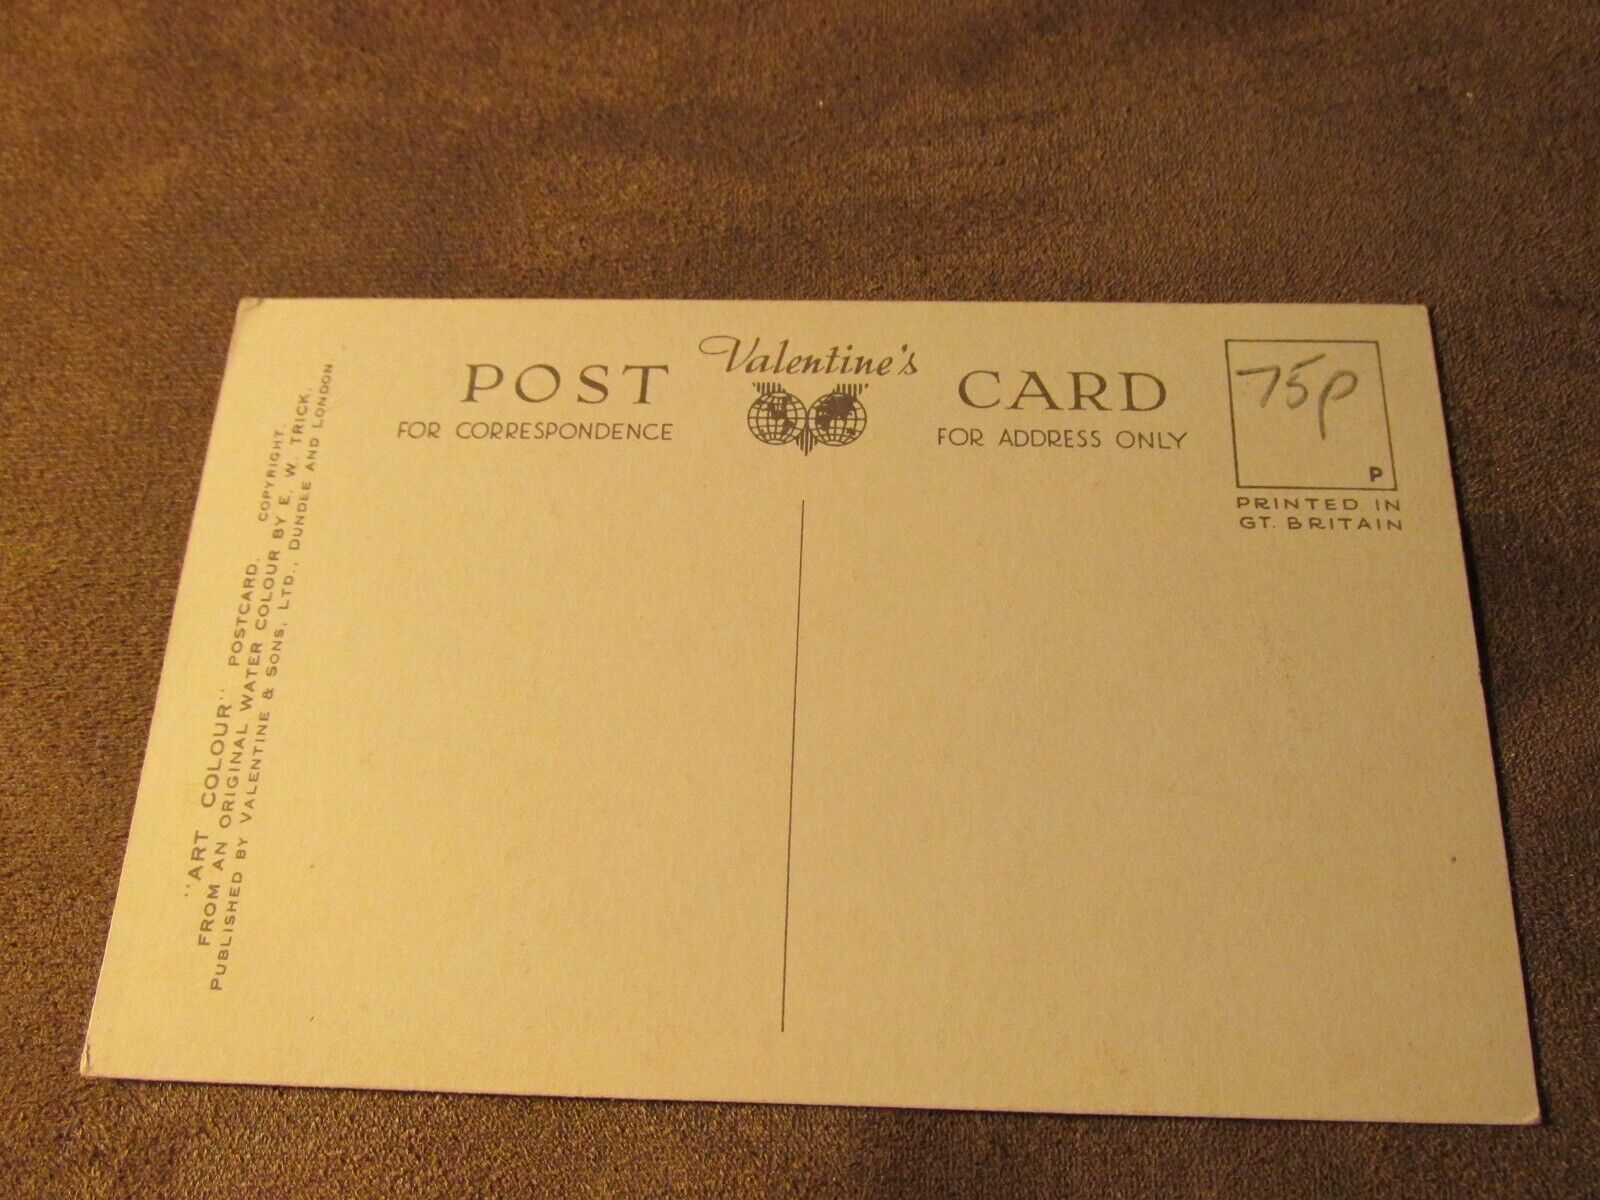 "ART COLOUR" POSTCARD. COPYRIGHT.
FROM AN ORIGINAL WATER COLOUR BY E. W. TRICK.
PUBLISHED BY VALENTINE & SONS, LTD., DUNDEE AND LONDON
Valentine's
POST CARD
FOR CORRESPONDENCE
FOR ADDRESS ONLY
75p
P
PRINTED IN
GT. BRITAIN